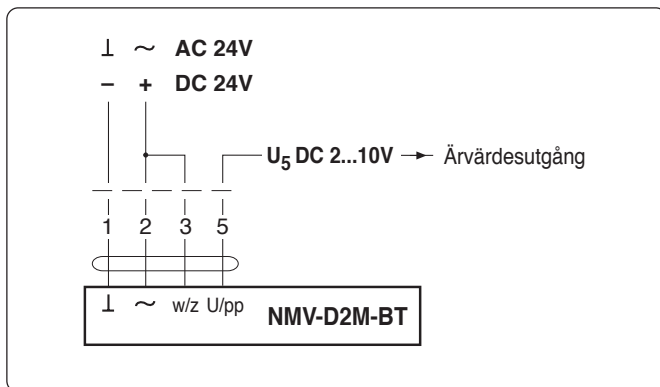 ⊥ ~ AC 24V
− + DC 24V
U5 DC 2...10V → Ärvärdesutgång
1 2 3 5
⊥ ~ w/z U/pp
NMV-D2M-BT